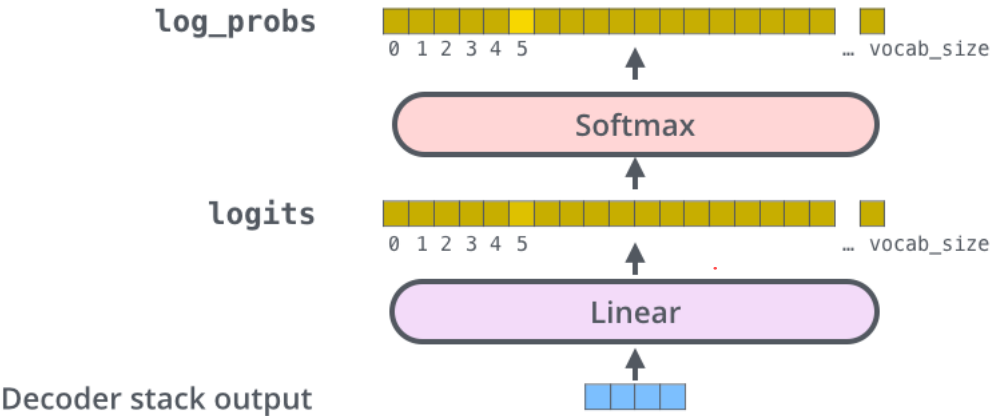 log_probs
0 1 2 3 4 5 … vocab_size
Softmax
logits
0 1 2 3 4 5 … vocab_size
Linear
Decoder stack output